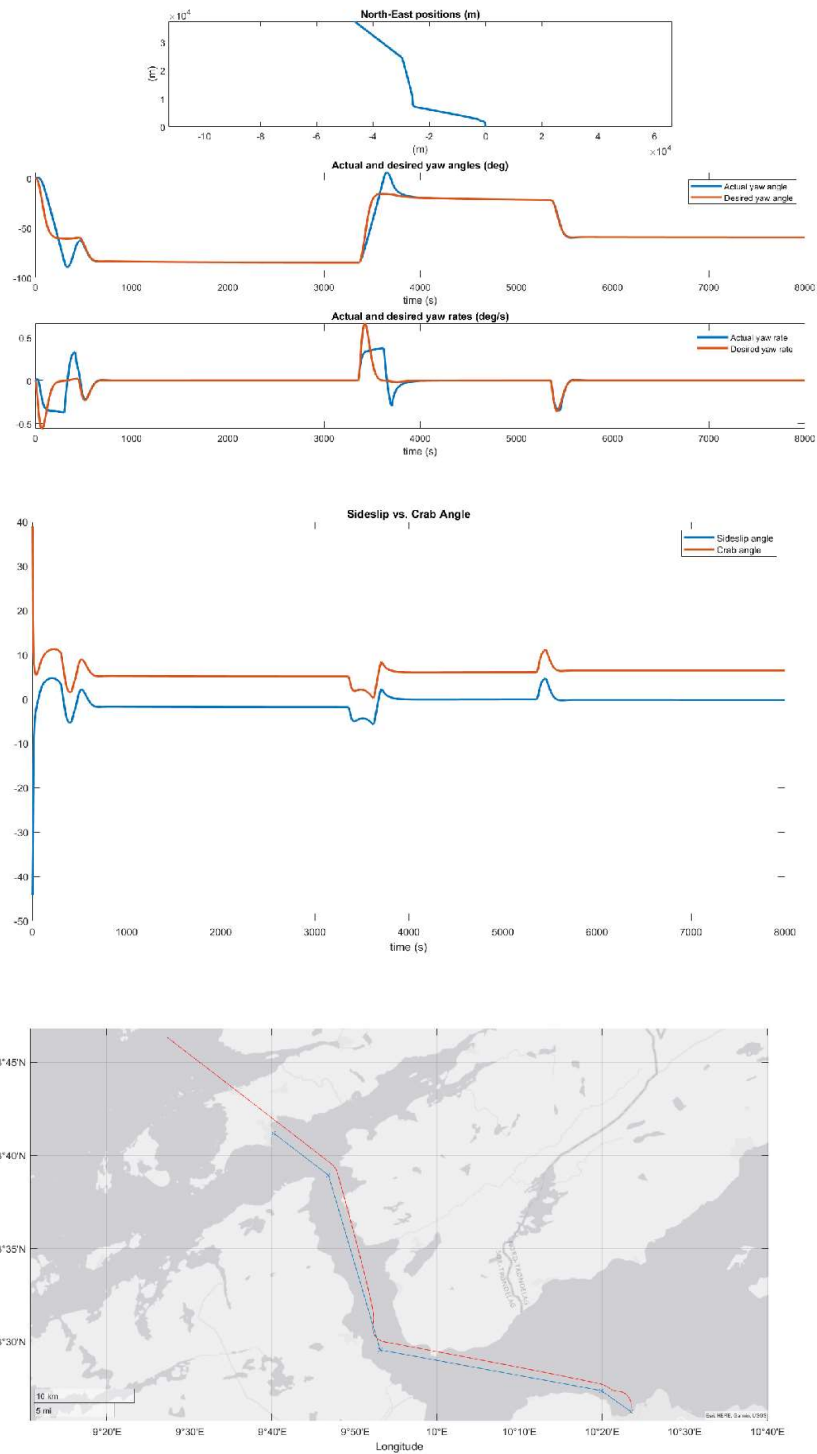 North-East positions (m)
×10⁴
3
2
1
0
(m)
-10 -8 -6 -4 -2 0 2 4 6
(m)
×10⁴
Actual and desired yaw angles (deg)
0
-50
-100
Actual yaw angle
Desired yaw angle
0 1000 2000 3000 4000 5000 6000 7000 8000
time (s)
Actual and desired yaw rates (deg/s)
0.5
0
-0.5
Actual yaw rate
Desired yaw rate
0 1000 2000 3000 4000 5000 6000 7000 8000
time (s)
Sideslip vs. Crab Angle
40
30
20
10
0
-10
-20
-30
-40
-50
Sideslip angle
Crab angle
0 1000 2000 3000 4000 5000 6000 7000 8000
time (s)
°45'N
°40'N
°35'N
°30'N
10 km
5 mi
9°20'E 9°30'E 9°40'E 9°50'E 10°E 10°10'E 10°20'E 10°30'E 10°40'E
Longitude
Esri, HERE, Garmin, USGS